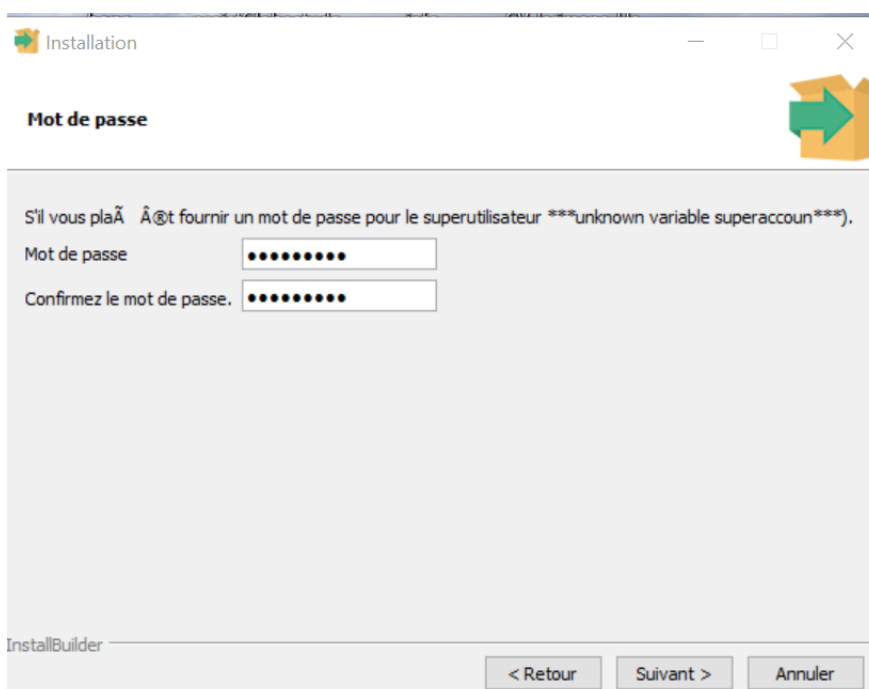 Installation
Mot de passe
S'il vous plaÃ Â®t fournir un mot de passe pour le superutilisateur ***unknown variable superaccoun***).
Mot de passe
●●●●●●●●●
Confirmez le mot de passe.
●●●●●●●●●
InstallBuilder
< Retour
Suivant >
Annuler